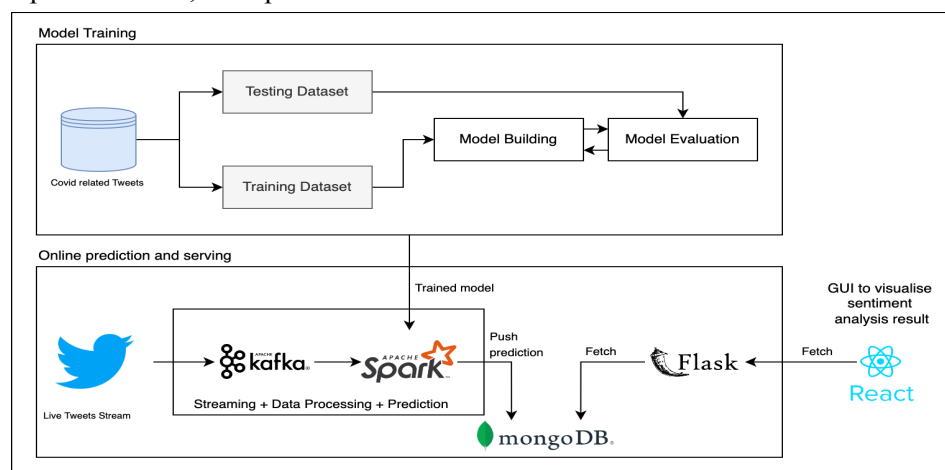 Model Training
Testing Dataset
Model Building
Model Evaluation
Covid related Tweets
Training Dataset
Online prediction and serving
Trained model
GUI to visualise
sentiment
analysis result
APACHE
kafka
APACHE
Spark
Push
prediction
Fetch
Flask
Fetch
React
Live Tweets Stream
Streaming + Data Processing + Prediction
mongoDB